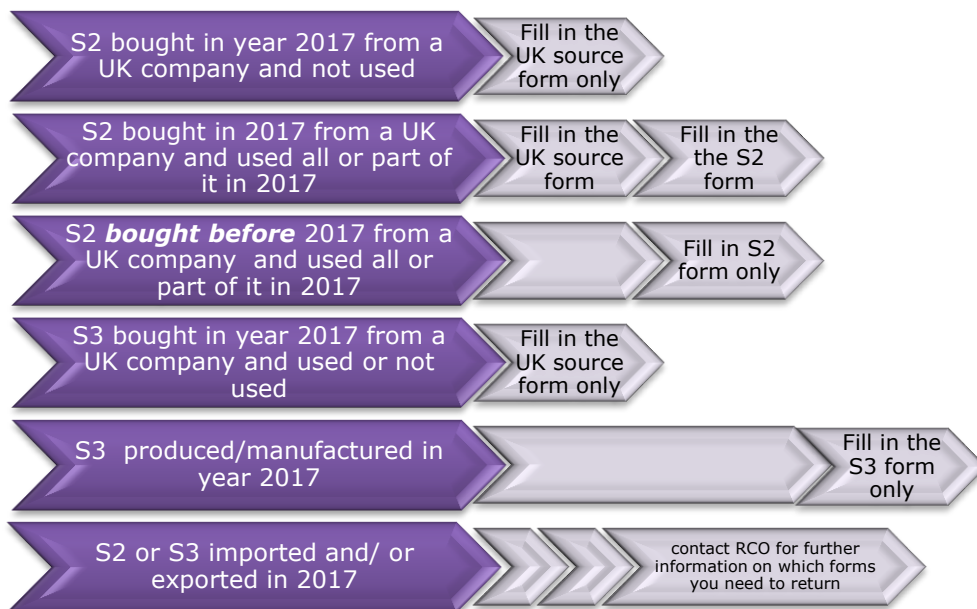 S2 bought in year 2017 from a
UK company and not used
Fill in the
UK source
form only
S2 bought in 2017 from a UK
company and used all or part of
it in 2017
Fill in the
UK source
form
Fill in the
the S2
form
S2 bought before 2017 from a
UK company and used all or
part of it in 2017
Fill in S2
form only
S3 bought in year 2017 from a
UK company and used or not
used
Fill in the
UK source
form only
S3 produced/manufactured in
year 2017
Fill in the
S3 form
only
S2 or S3 imported and/ or
exported in 2017
contact RCO for further
information on which forms
you need to return